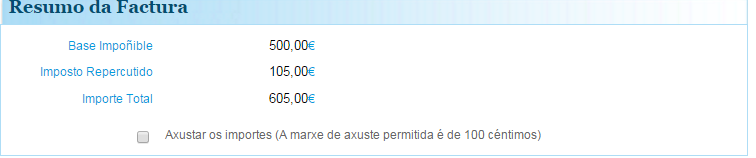 Resumo da Factura
Base Impoñible 500,00€
Imposto Repercutido 105,00€
Importe Total 605,00€
Axustar os importes (A marxe de axuste permitida é de 100 céntimos)